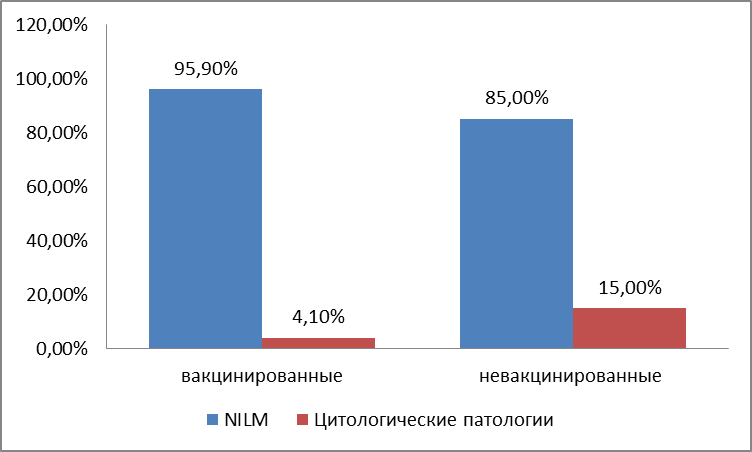 120,00%
100,00%
80,00%
60,00%
40,00%
20,00%
0,00%
95,90%
4,10%
85,00%
15,00%
вакцинированные
невакцинированные
NILM
Цитологические патологии